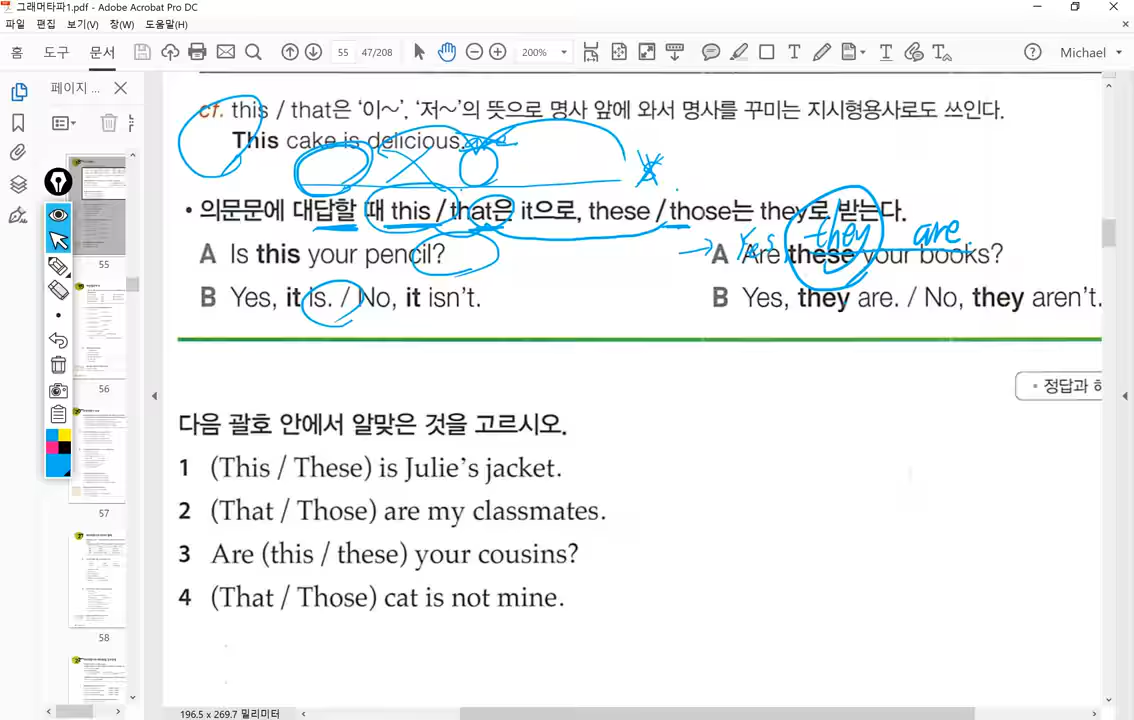 그래머타파1.pdf - Adobe Acrobat Pro DC
파일 편집 보기(V) 창(W) 도움말(H)
홈 도구 문서 55 47/208 200% Michael
페이지 ...
cf. this / that은 '이~', '저~'의 뜻으로 명사 앞에 와서 명사를 꾸미는 지시형용사로도 쓰인다.
This cake is delicious.
• 의문문에 대답할 때 this / that은 it으로, these / those는 they로 받는다.
A Is this your pencil?
B Yes, it is. / No, it isn't.
A Are these your books?
B Yes, they are. / No, they aren't.
→ Yes they are
• 정답과 해
다음 괄호 안에서 알맞은 것을 고르시오.
1 (This / These) is Julie's jacket.
2 (That / Those) are my classmates.
3 Are (this / these) your cousins?
4 (That / Those) cat is not mine.
55
56
57
58
196.5 x 269.7 밀리미터